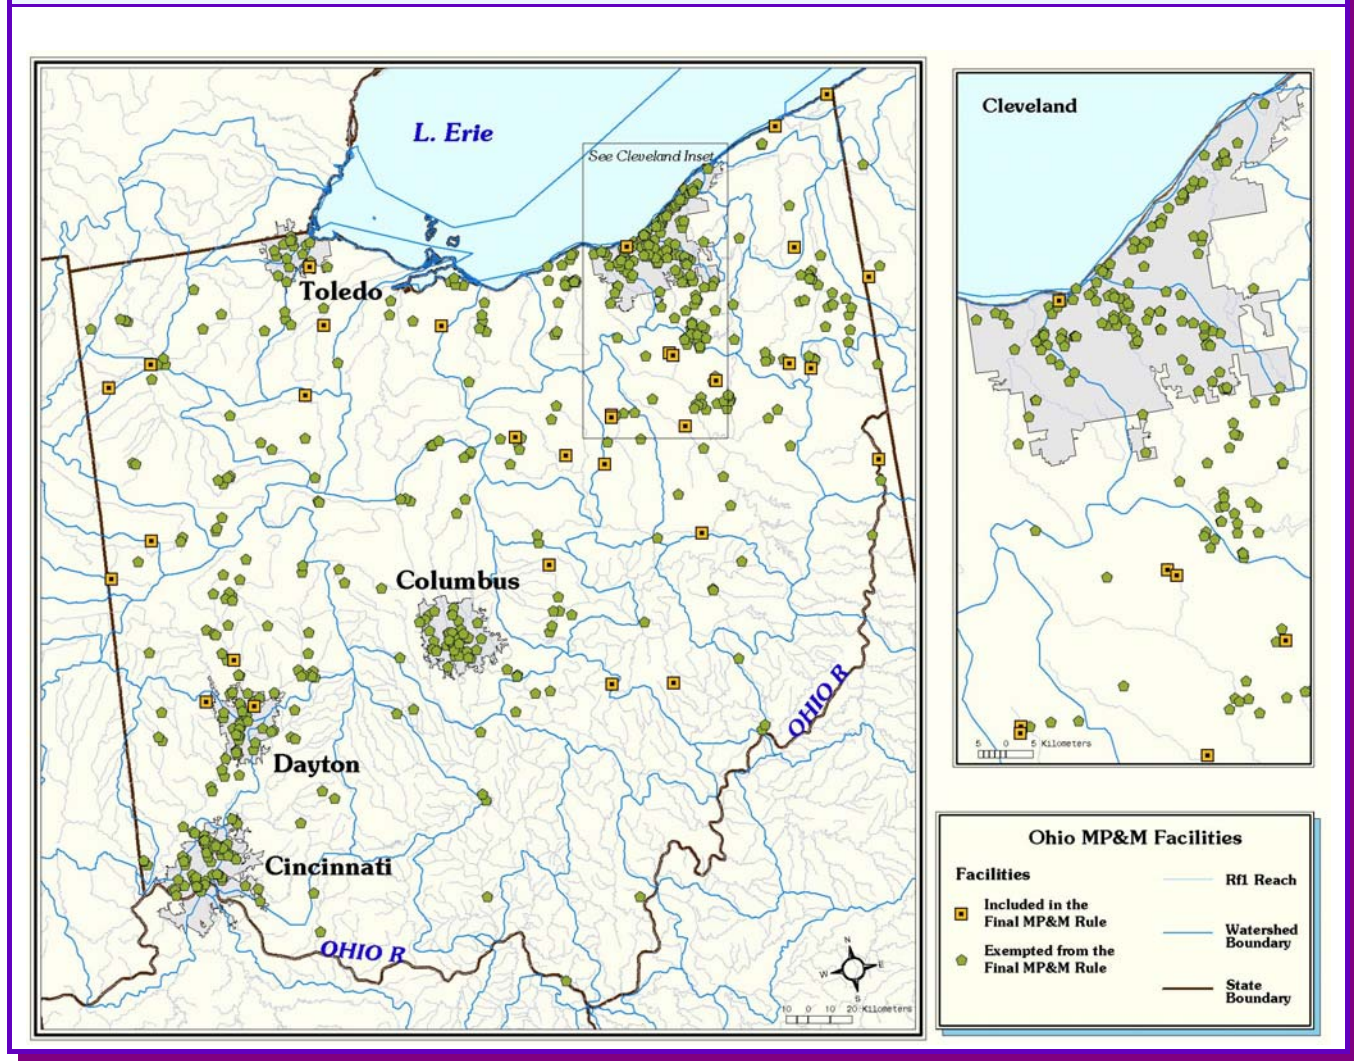 L. Erie
See Cleveland Inset
Toledo
Columbus
OHIO R
Dayton
Cincinnati
OHIO R
N
W
E
S
10 0 10 20 Kilometers
Cleveland
5 0 5 Kilometers
Ohio MP&M Facilities
Facilities
Included in the
Final MP&M Rule
Exempted from the
Final MP&M Rule
Rf1 Reach
Watershed
Boundary
State
Boundary